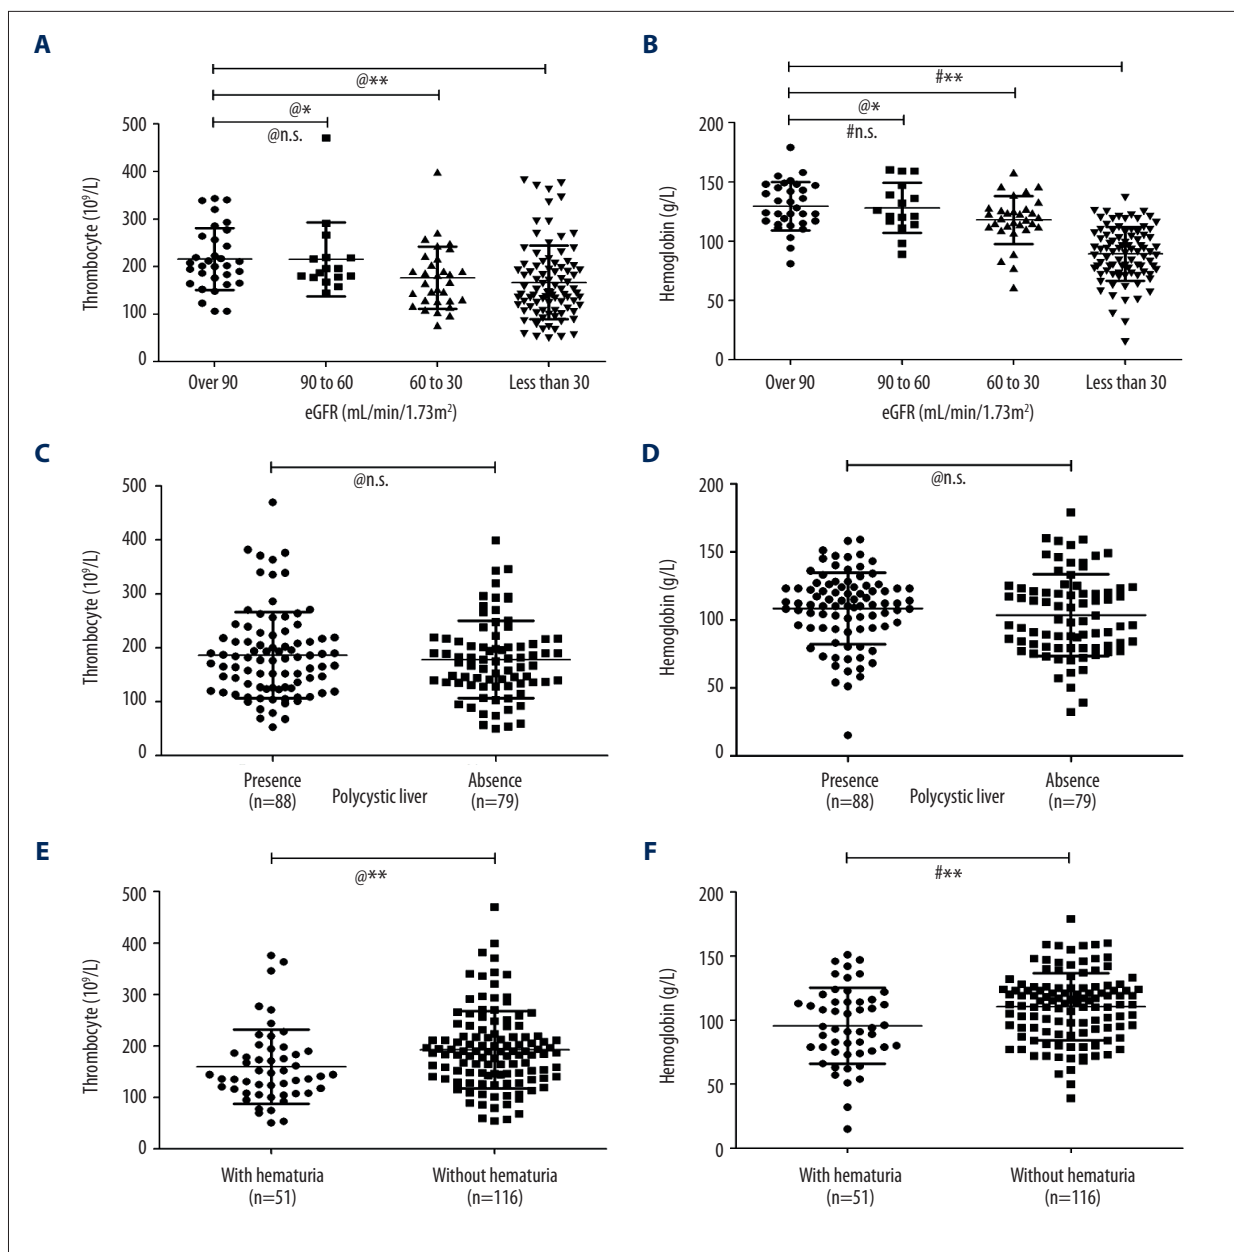 A
@**
@*
@n.s.
Thrombocyte (10⁹/L)
500
400
300
200
100
0
Over 90
90 to 60
60 to 30
Less than 30
eGFR (mL/min/1.73m²)
B
#**
@*
#n.s.
Hemoglobin (g/L)
200
150
100
50
0
Over 90
90 to 60
60 to 30
Less than 30
eGFR (mL/min/1.73m²)
C
@n.s.
Thrombocyte (10⁹/L)
500
400
300
200
100
0
Presence
(n=88)
Polycystic liver
Absence
(n=79)
D
@n.s.
Hemoglobin (g/L)
200
150
100
50
0
Presence
(n=88)
Polycystic liver
Absence
(n=79)
E
@**
Thrombocyte (10⁹/L)
500
400
300
200
100
0
With hematuria
(n=51)
Without hematuria
(n=116)
F
#**
Hemoglobin (g/L)
200
150
100
50
0
With hematuria
(n=51)
Without hematuria
(n=116)